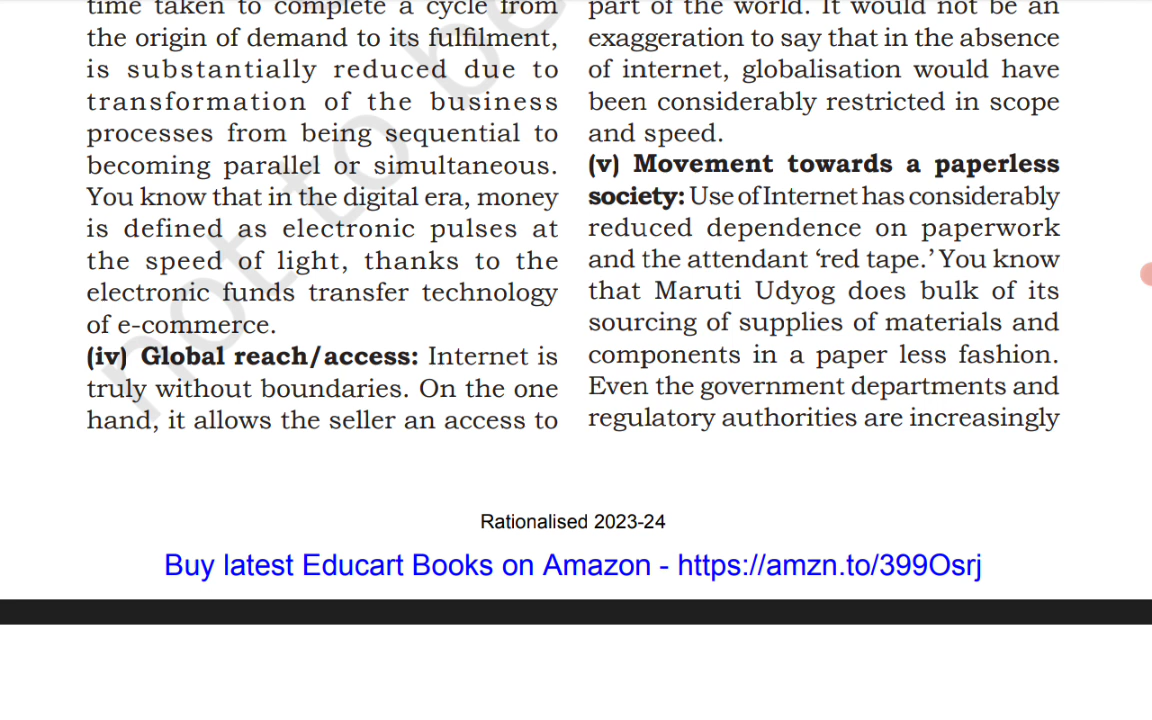 time taken to complete a cycle from
the origin of demand to its fulfilment,
is substantially reduced due to
transformation of the business
processes from being sequential to
becoming parallel or simultaneous.
You know that in the digital era, money
is defined as electronic pulses at
the speed of light, thanks to the
electronic funds transfer technology
of e-commerce.
(iv) Global reach/access: Internet is
truly without boundaries. On the one
hand, it allows the seller an access to
part of the world. It would not be an
exaggeration to say that in the absence
of internet, globalisation would have
been considerably restricted in scope
and speed.
(v) Movement towards a paperless
society: Use of Internet has considerably
reduced dependence on paperwork
and the attendant ‘red tape.’ You know
that Maruti Udyog does bulk of its
sourcing of supplies of materials and
components in a paper less fashion.
Even the government departments and
regulatory authorities are increasingly
not to be
Rationalised 2023-24
Buy latest Educart Books on Amazon - https://amzn.to/399Osrj